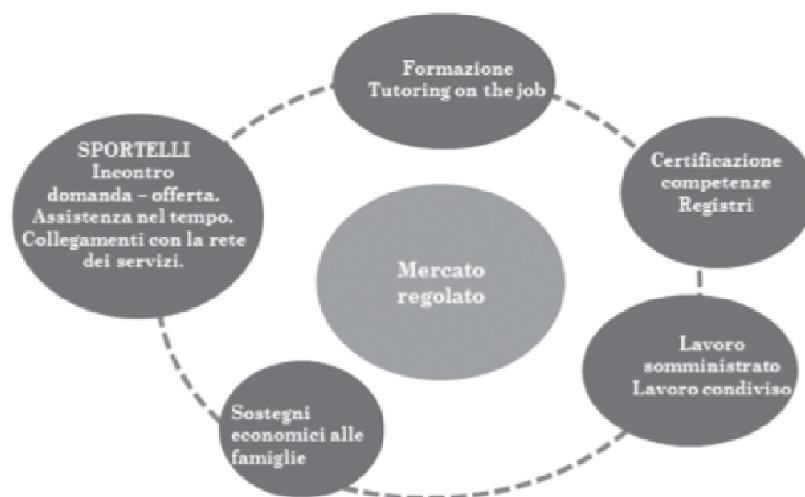 Formazione
Tutoring on the job
SPORTELLI
Incontro
domanda – offerta.
Assistenza nel tempo.
Collegamenti con la rete
dei servizi.
Certificazione
competenze
Registri
Mercato
regolato
Lavoro
somministrato
Lavoro condiviso
Sostegni
economici alle
famiglie